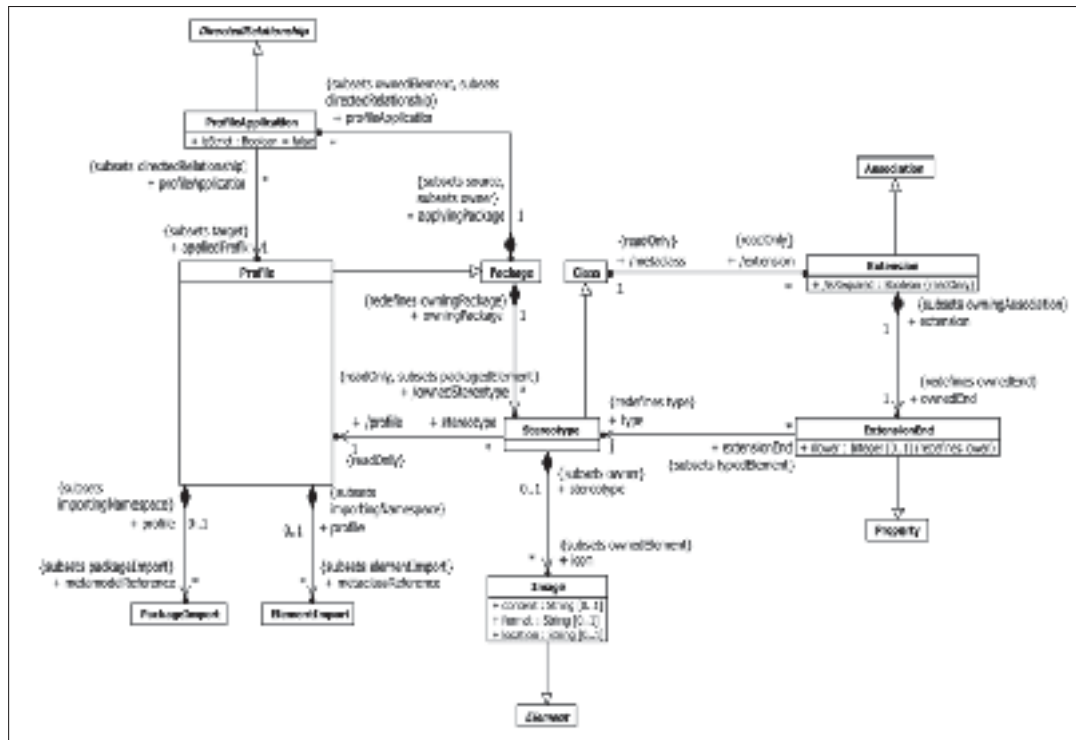 DirectedRelationship
{subsets ownedElement, subsets
directedRelationship}
ProfileApplication
+ profileApplication
+ isStrict : Boolean = false
*
{subsets directedRelationship}
+ profileApplication
*
{subsets source,
subsets owner}
+ applyingPackage
1
Association
{subsets target}
+ appliedProfile
1
{readOnly}
+ /metaclass
1
{readOnly}
+ /extension
*
Profile
Package
Class
Extension
+ /isRequired : Boolean {readOnly}
{redefines owningPackage}
+ owningPackage
1
{subsets owningAssociation}
+ extension
1
{readOnly, subsets packagedElement}
+ /ownedStereotype
*
{redefines ownedEnd}
+ ownedEnd
1
{redefines type}
+ type
1
+ /profile
1
{readOnly}
+ stereotype
*
Stereotype
*
+ extensionEnd
{subsets typedElement}
ExtensionEnd
+ /lower : Integer [0..1] {redefines lower}
{subsets
importingNamespace}
+ profile
0..1
{subsets
importingNamespace}
+ profile
0..1
{subsets owner}
+ stereotype
0..1
Property
{subsets packageImport}
+ metamodelReference
*
{subsets elementImport}
+ metaclassReference
*
{subsets ownedElement}
+ icon
*
PackageImport
ElementImport
Image
+ content : String [0..1]
+ format : String [0..1]
+ location : String [0..1]
Element